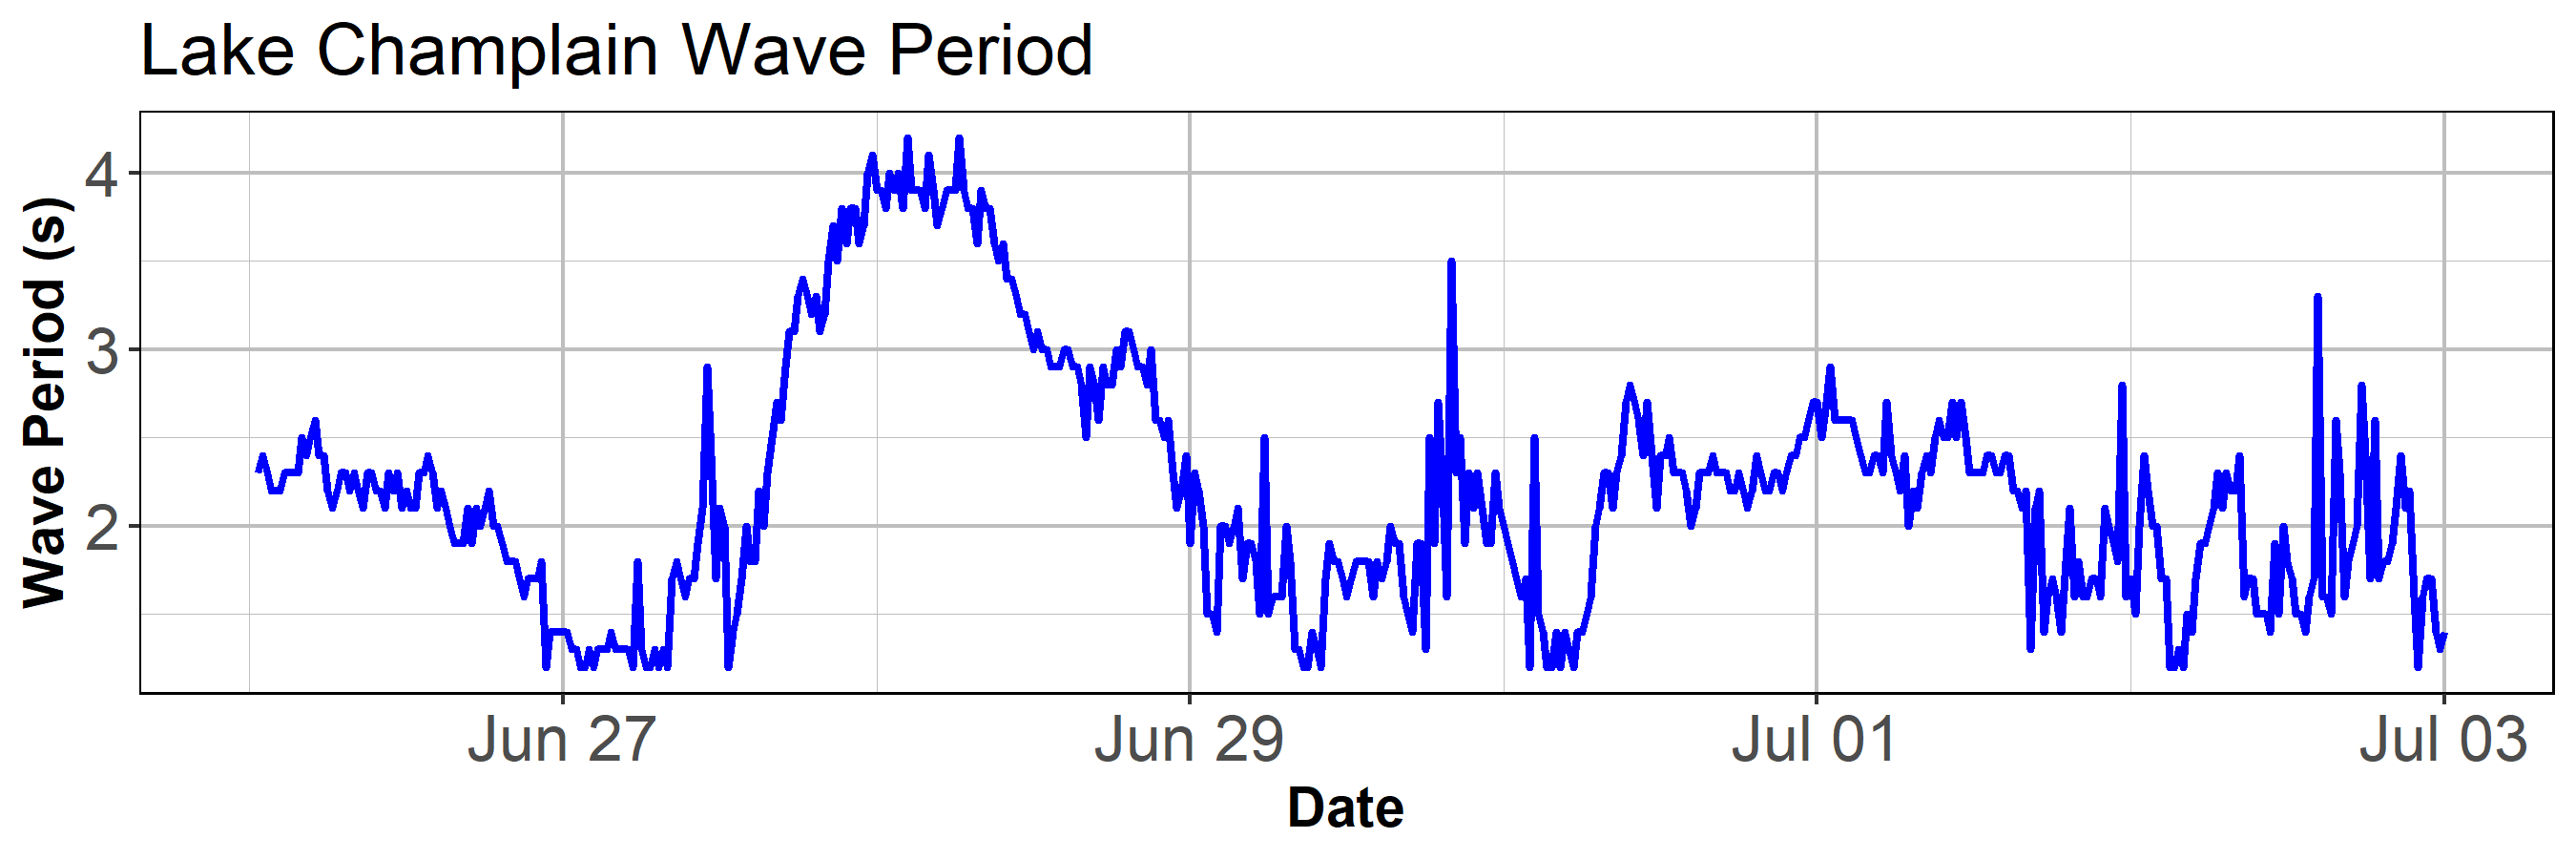 Lake Champlain Wave Period
Wave Period (s)
4
3
2
Jun 27 Jun 29 Jul 01 Jul 03
Date